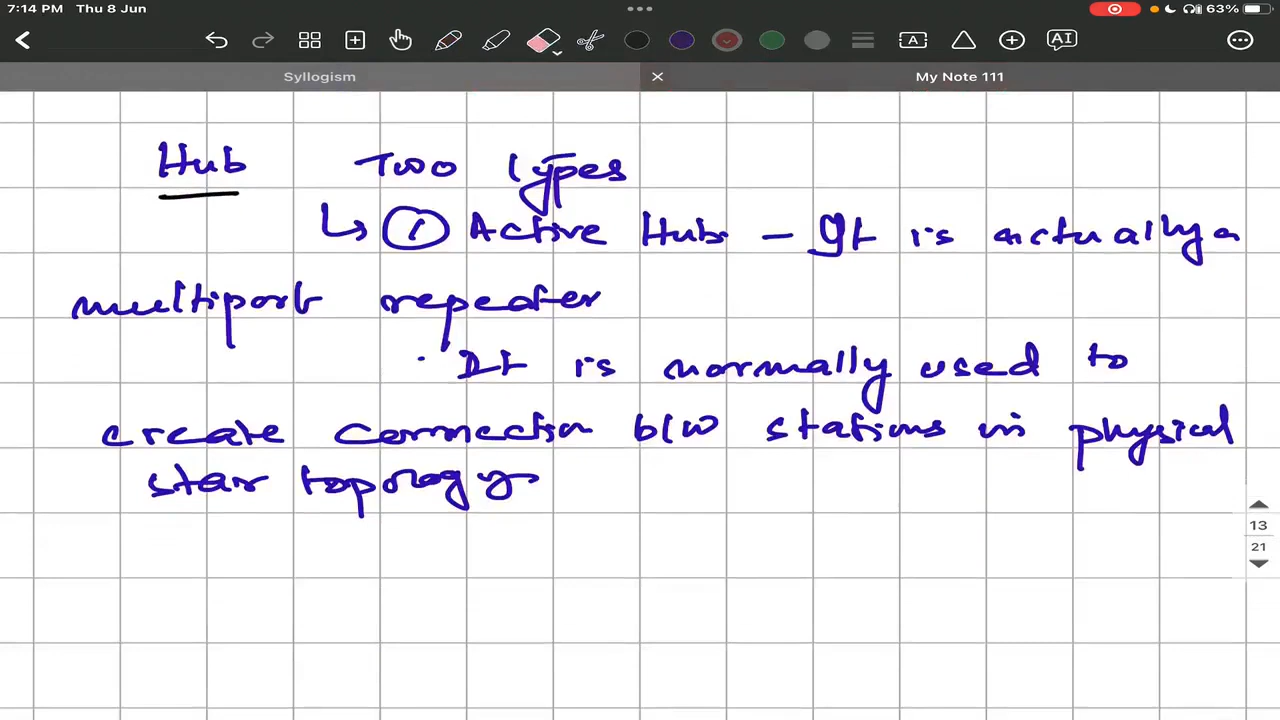 7:14 PM Thu 8 Jun 63%
A AI
Syllogism My Note 111
Hub Two types
① Active Hub - It is actually a
multiport repeater
It is normally used to
create connection b/w stations in physical
star topology
13
21